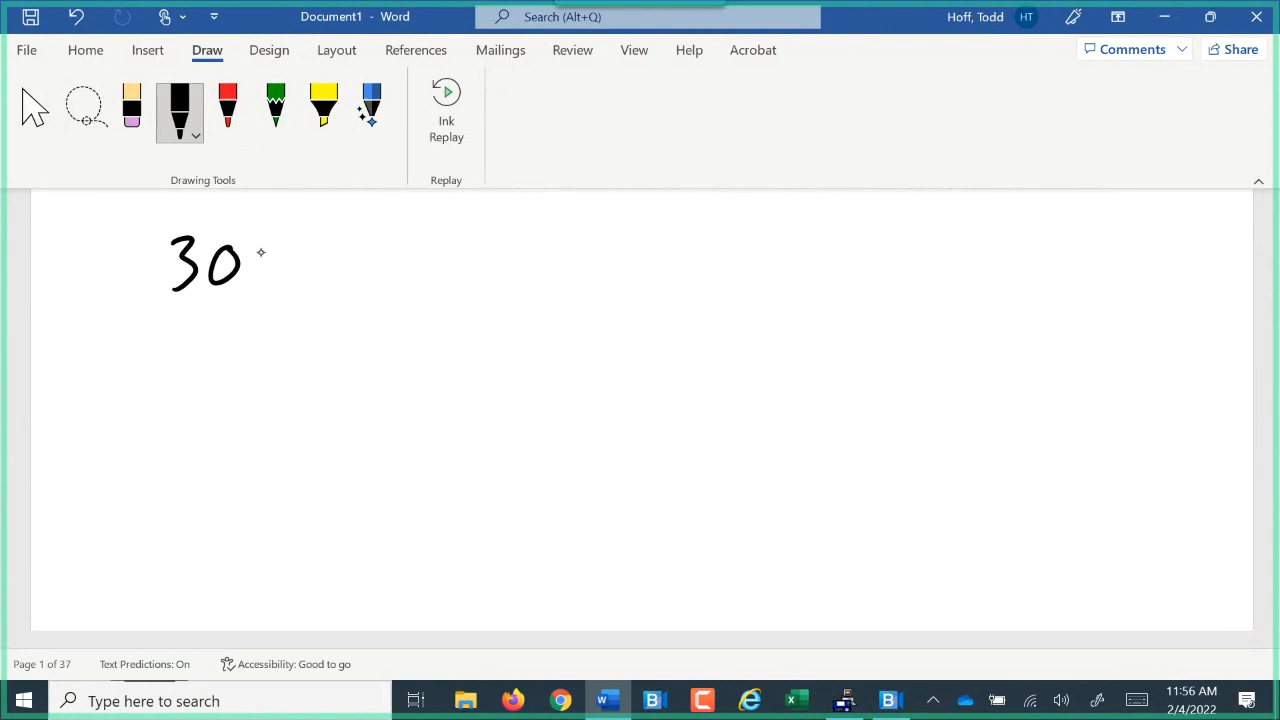 Document1 - Word
Search (Alt+Q)
Hoff, Todd
HT
File Home Insert Draw Design Layout References Mailings Review View Help Acrobat
Comments
Share
Ink
Replay
Drawing Tools
Replay
30
Page 1 of 37
Text Predictions: On
Accessibility: Good to go
Type here to search
11:56 AM
2/4/2022